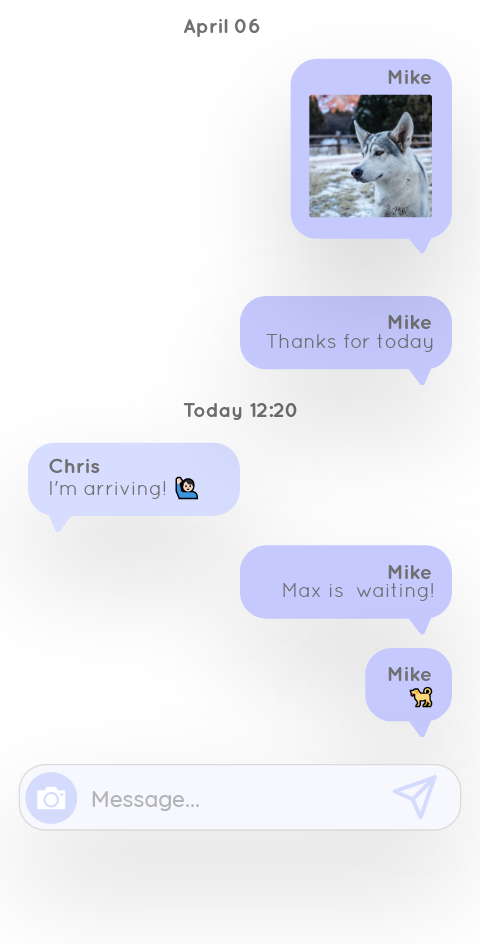 April 06
Mike
Mike
Thanks for today
Today 12:20
Chris
I'm arriving! 🙋🏻‍♂️
Mike
Max is  waiting!
Mike
🐕
Message...